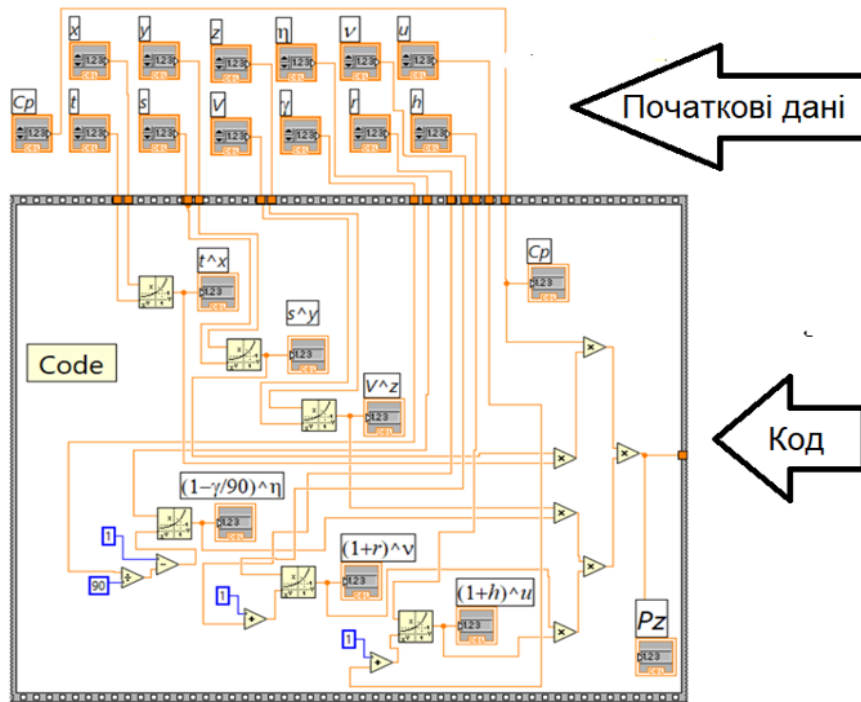 x y z η ν u
Cp t s V γ r h
Початкові дані
t^x
Cp
s^y
Code
V^z
Код
(1−γ/90)^η
1
90
(1+r)^ν
1
(1+h)^u
1
Pz